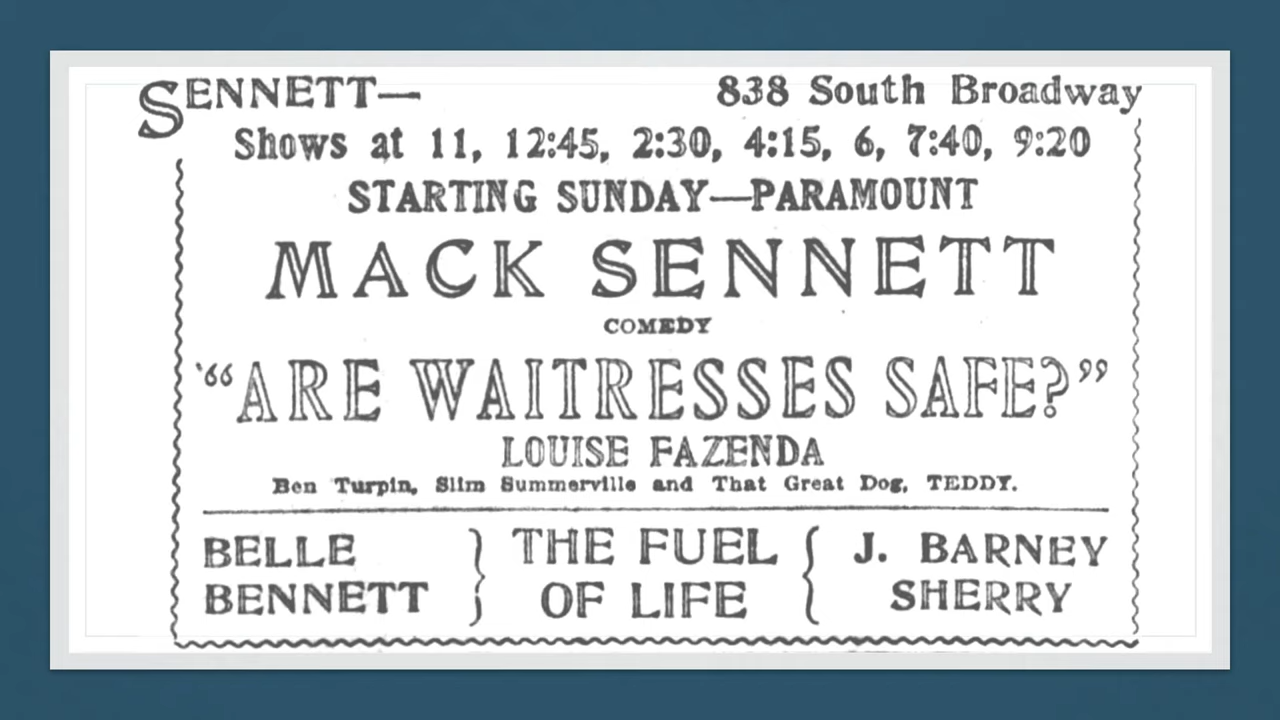 SENNETT— 838 South Broadway
Shows at 11, 12:45, 2:30, 4:15, 6, 7:40, 9:20
STARTING SUNDAY—PARAMOUNT
MACK SENNETT
COMEDY
“ARE WAITRESSES SAFE?”
LOUISE FAZENDA
Ben Turpin, Slim Summerville and That Great Dog, TEDDY.
BELLE
BENNETT
THE FUEL
OF LIFE
J. BARNEY
SHERRY